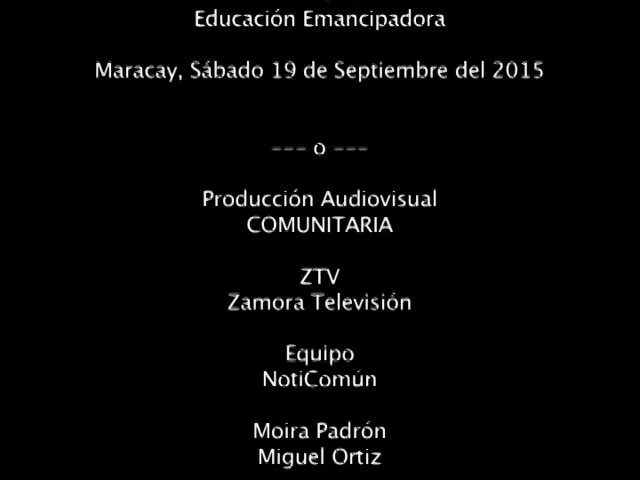 Educación Emancipadora
Maracay, Sábado 19 de Septiembre del 2015
--- o ---
Producción Audiovisual
COMUNITARIA
ZTV
Zamora Televisión
Equipo
NotiComún
Moira Padrón
Miguel Ortiz